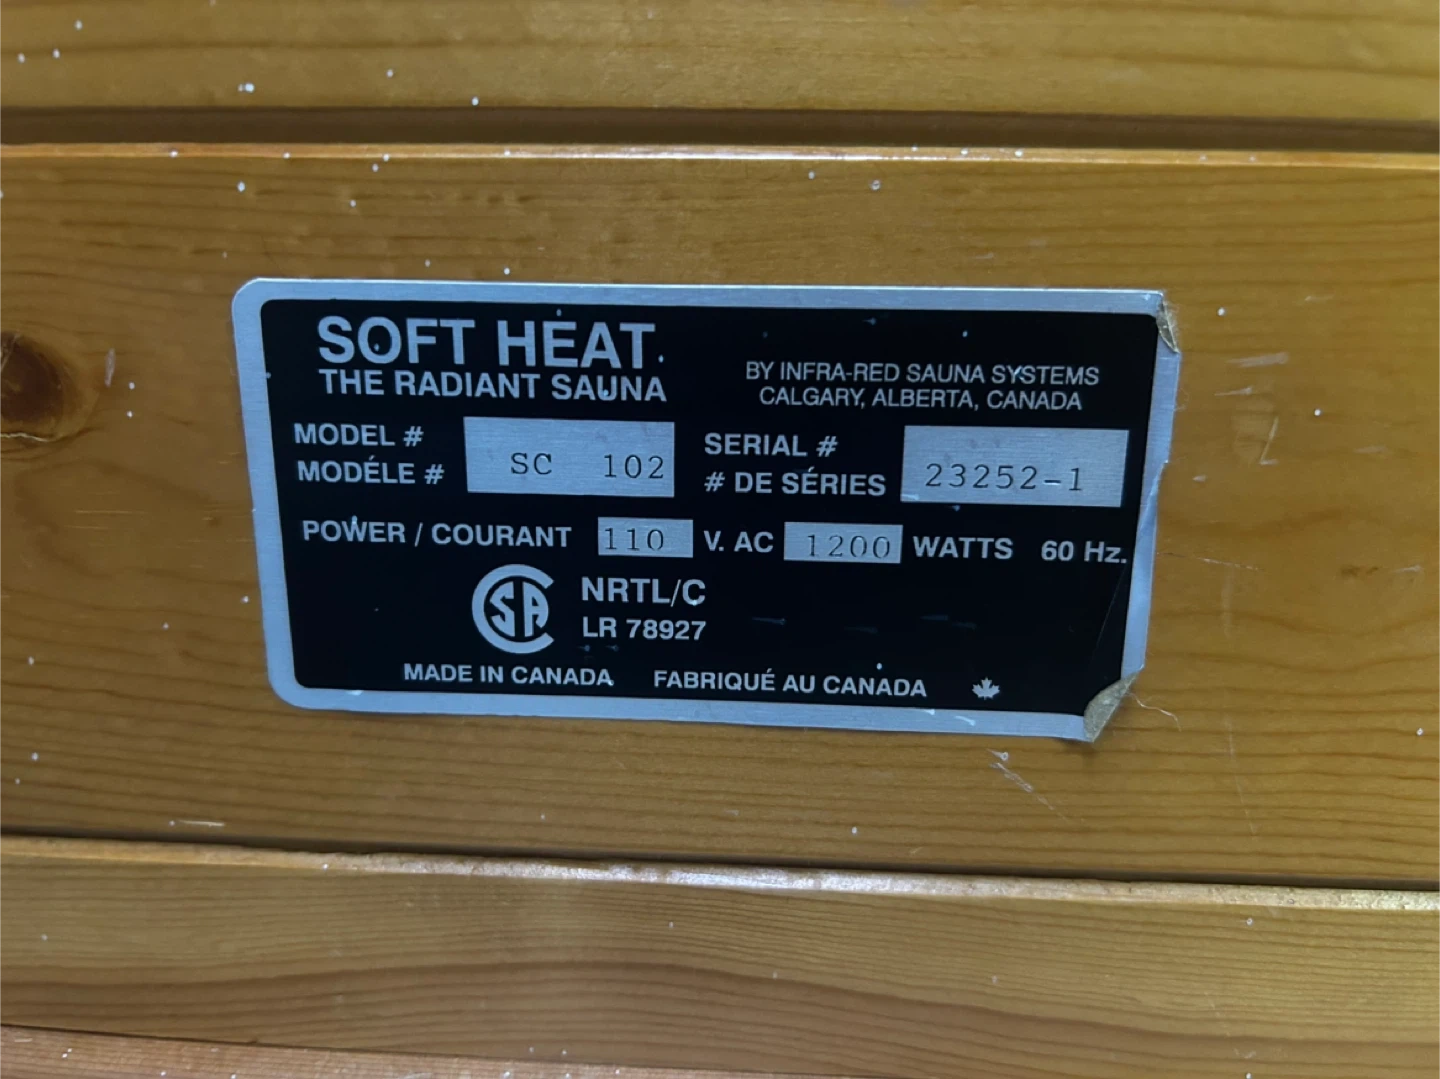 SOFT HEAT
THE RADIANT SAUNA
BY INFRA-RED SAUNA SYSTEMS
CALGARY, ALBERTA, CANADA
MODEL #
MODÉLE #
SC 102
SERIAL #
# DE SÉRIES
23252-1
POWER / COURANT 110 V. AC 1200 WATTS 60 Hz.
CSA
NRTL/C
LR 78927
MADE IN CANADA FABRIQUÉ AU CANADA